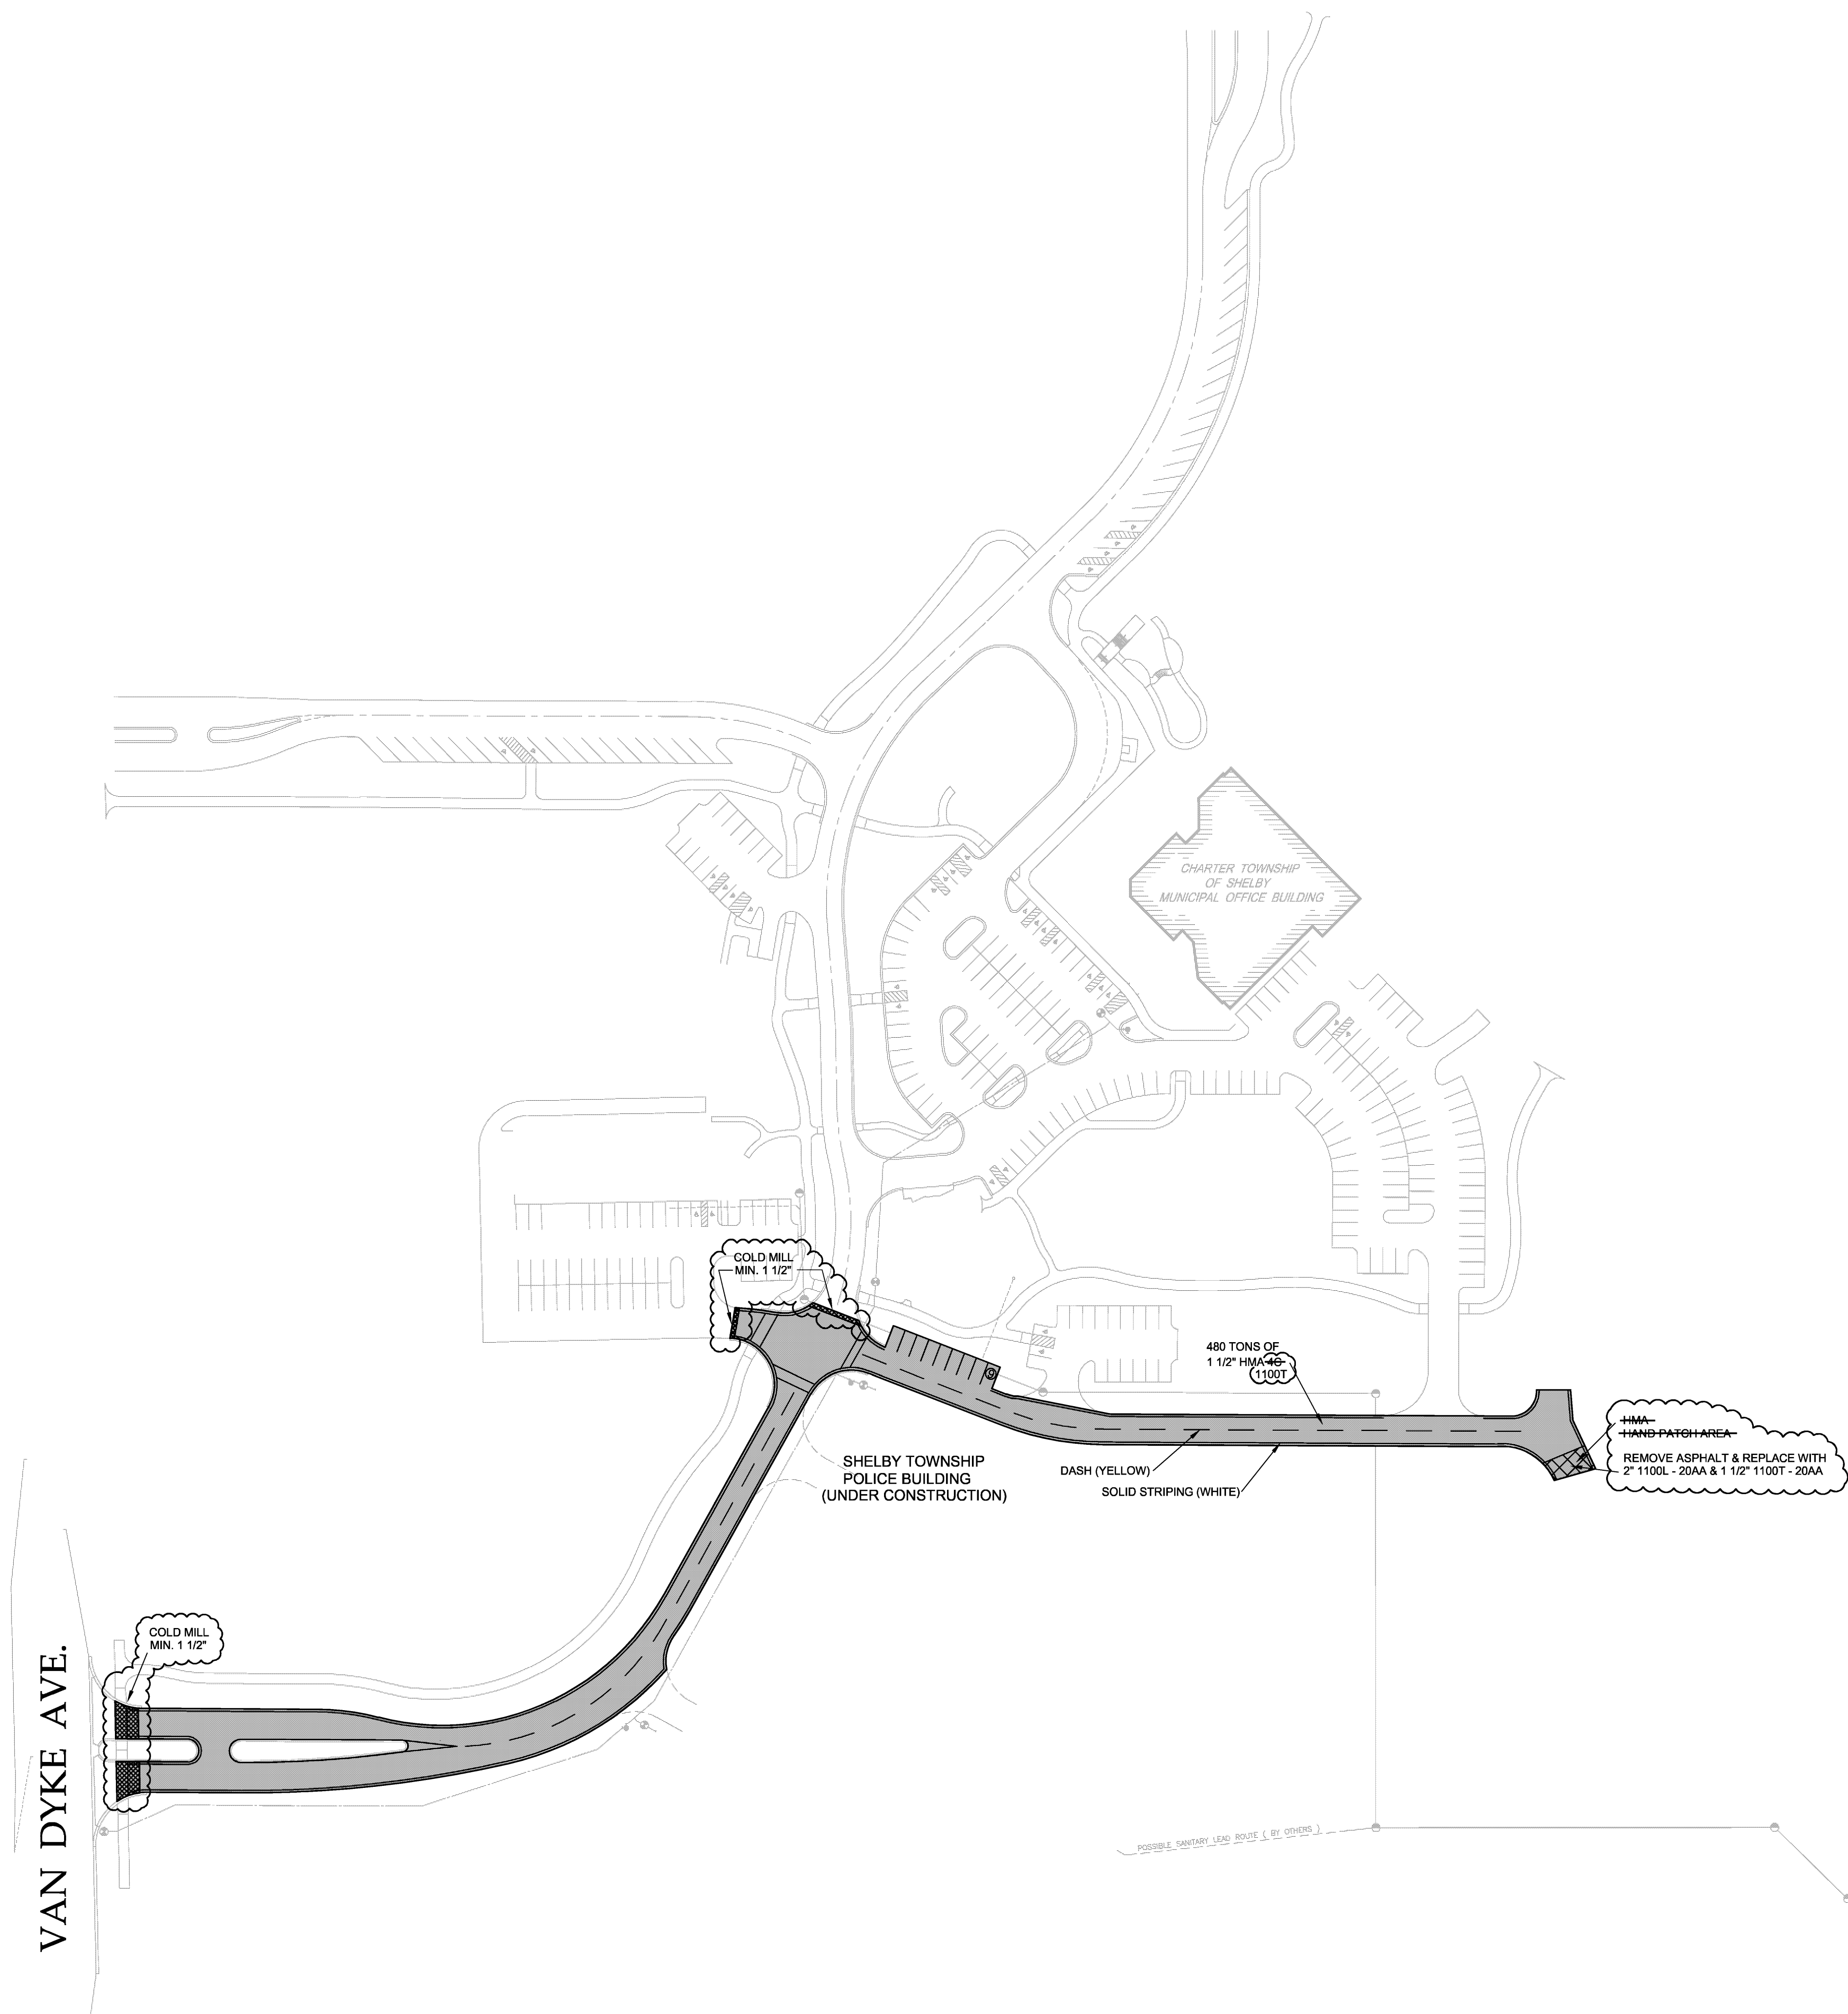 CHARTER TOWNSHIP
OF SHELBY
MUNICIPAL OFFICE BUILDING
COLD MILL
MIN. 1 1/2"
480 TONS OF
1 1/2" HMA 4C
1100T
9
HMA
HAND PATCH AREA
REMOVE ASPHALT & REPLACE WITH
2" 1100L - 20AA & 1 1/2" 1100T - 20AA
SHELBY TOWNSHIP
POLICE BUILDING
(UNDER CONSTRUCTION)
DASH (YELLOW)
SOLID STRIPING (WHITE)
COLD MILL
MIN. 1 1/2"
VAN DYKE AVE.
POSSIBLE SANITARY LEAD ROUTE ( BY OTHERS )